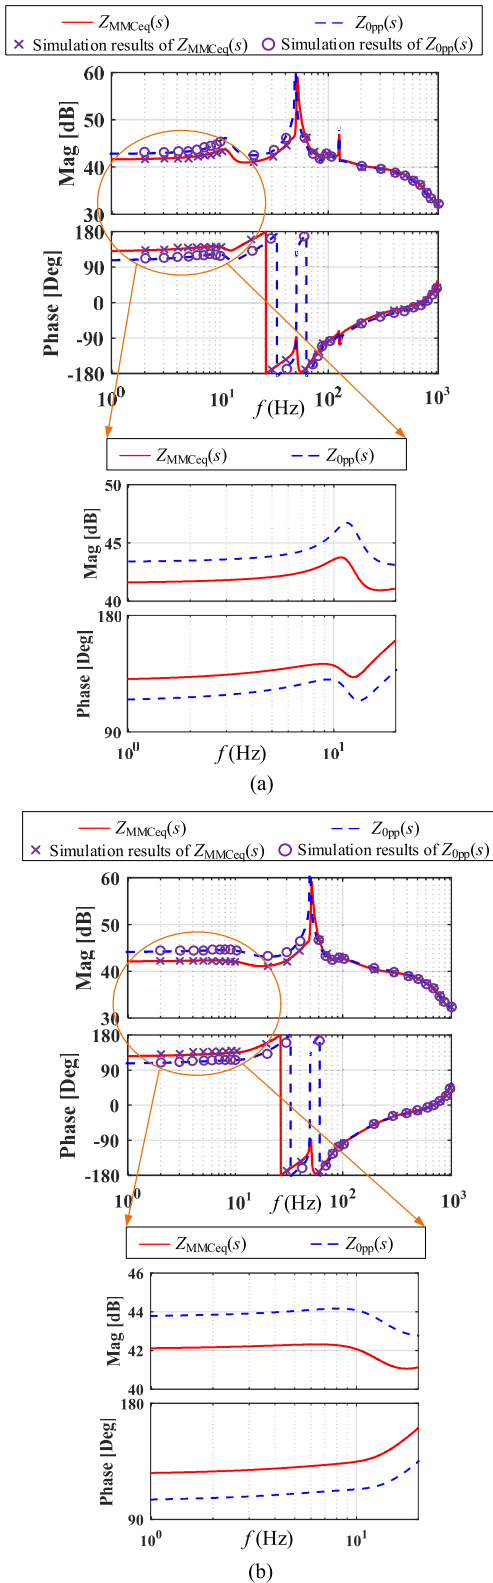 Z_MMCeq(s) Z_0pp(s)
Simulation results of Z_MMCeq(s) Simulation results of Z_0pp(s)
60
50
40
30
Mag [dB]
180
90
0
-90
-180
Phase [Deg]
10^0 10^1 10^2 10^3
f (Hz)
Z_MMCeq(s) Z_0pp(s)
50
45
40
Mag [dB]
180
90
Phase [Deg]
10^0 10^1
f (Hz)
(a)
Z_MMCeq(s) Z_0pp(s)
Simulation results of Z_MMCeq(s) Simulation results of Z_0pp(s)
60
50
40
30
Mag [dB]
180
90
0
-90
-180
Phase [Deg]
10^0 10^1 10^2 10^3
f (Hz)
Z_MMCeq(s) Z_0pp(s)
46
44
42
40
Mag [dB]
180
90
Phase [Deg]
10^0 10^1
f (Hz)
(b)